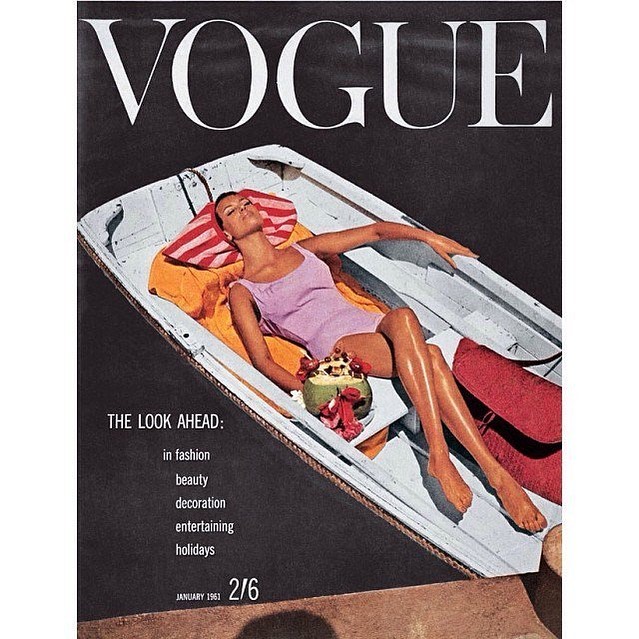 VOGUE
THE LOOK AHEAD:
in fashion
beauty
decoration
entertaining
holidays
JANUARY 1961 2/6